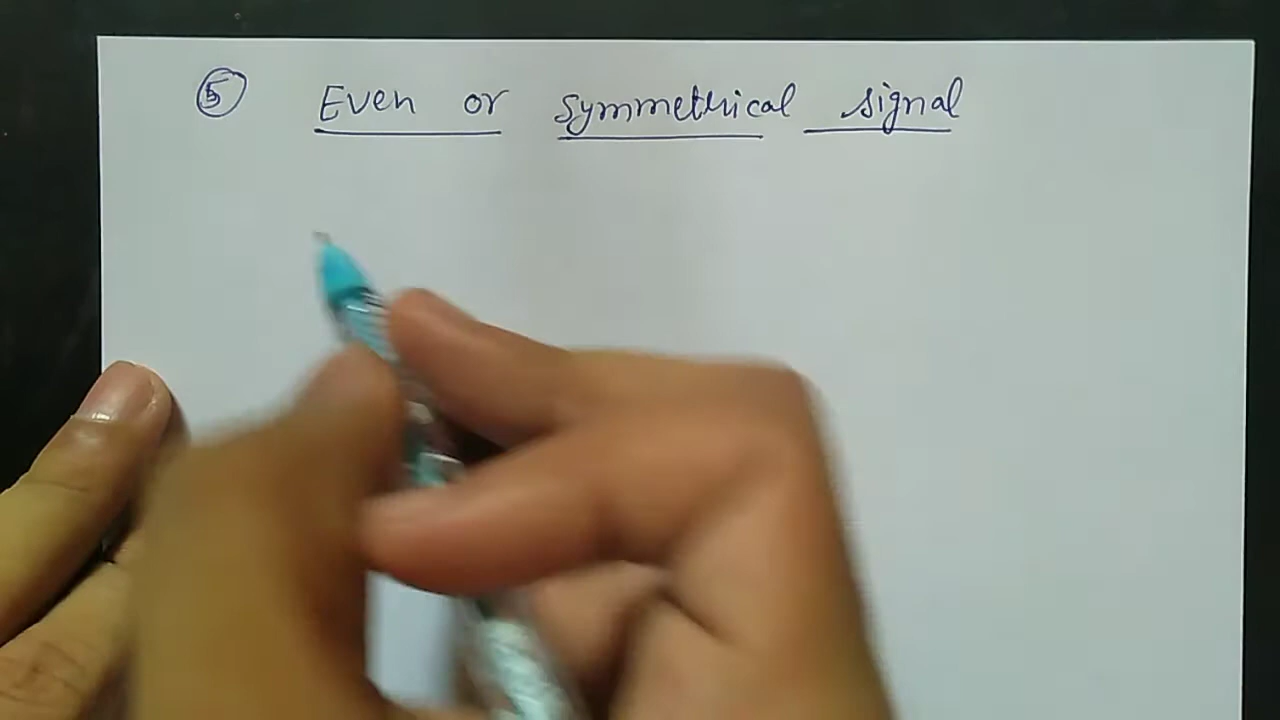 ⑤ Even or symmetrical signal